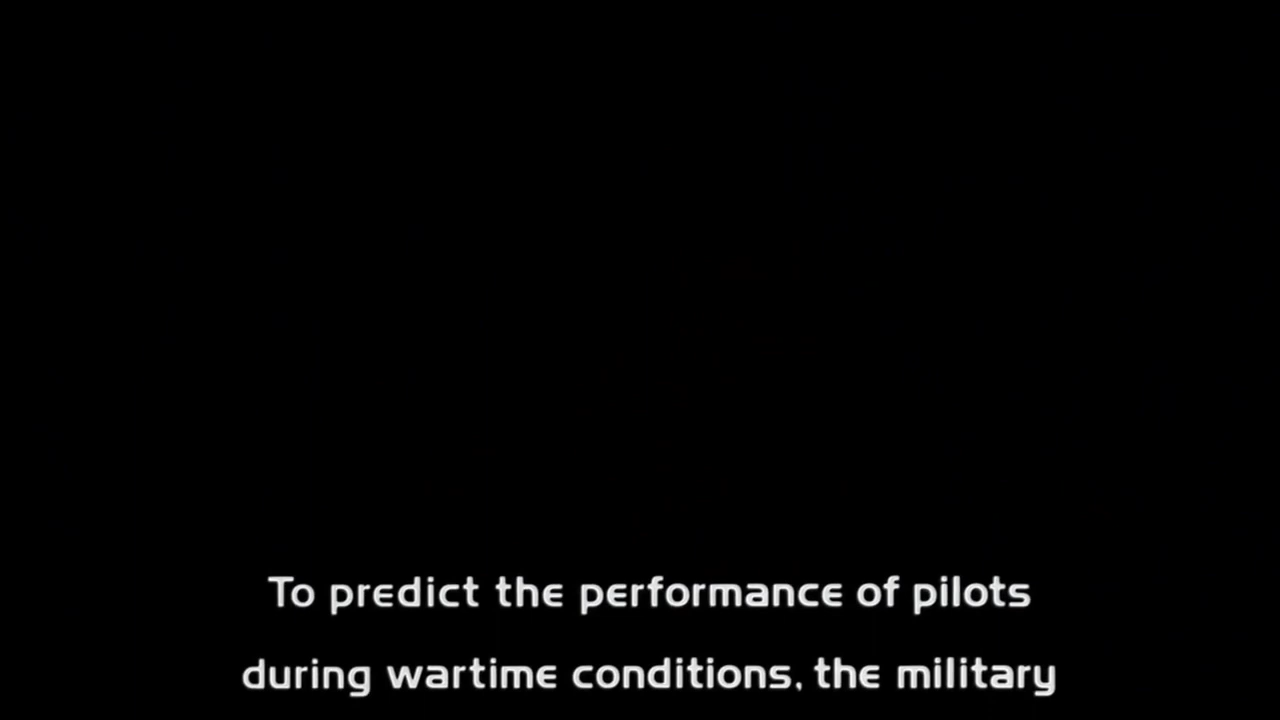 To predict the performance of pilots
during wartime conditions, the military